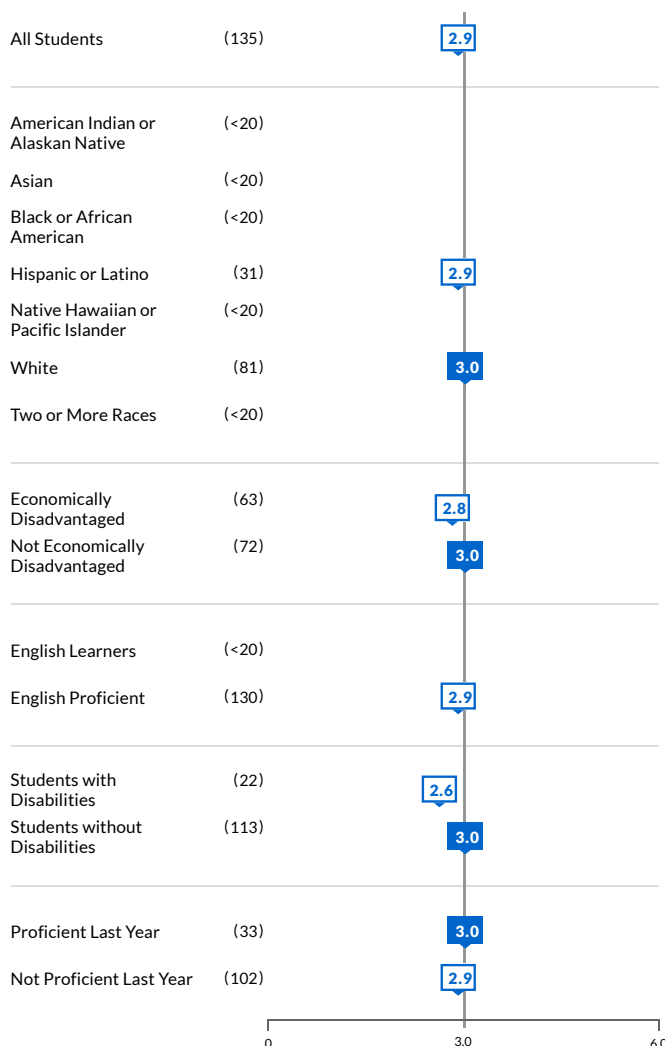 All Students (135) 2.9
American Indian or (<20)
Alaskan Native
Asian (<20)
Black or African (<20)
American
Hispanic or Latino (31) 2.9
Native Hawaiian or (<20)
Pacific Islander
White (81) 3.0
Two or More Races (<20)
Economically (63) 2.8
Disadvantaged
Not Economically (72) 3.0
Disadvantaged
English Learners (<20)
English Proficient (130) 2.9
Students with (22) 2.6
Disabilities
Students without (113) 3.0
Disabilities
Proficient Last Year (33) 3.0
Not Proficient Last Year (102) 2.9
0 3.0 6.0